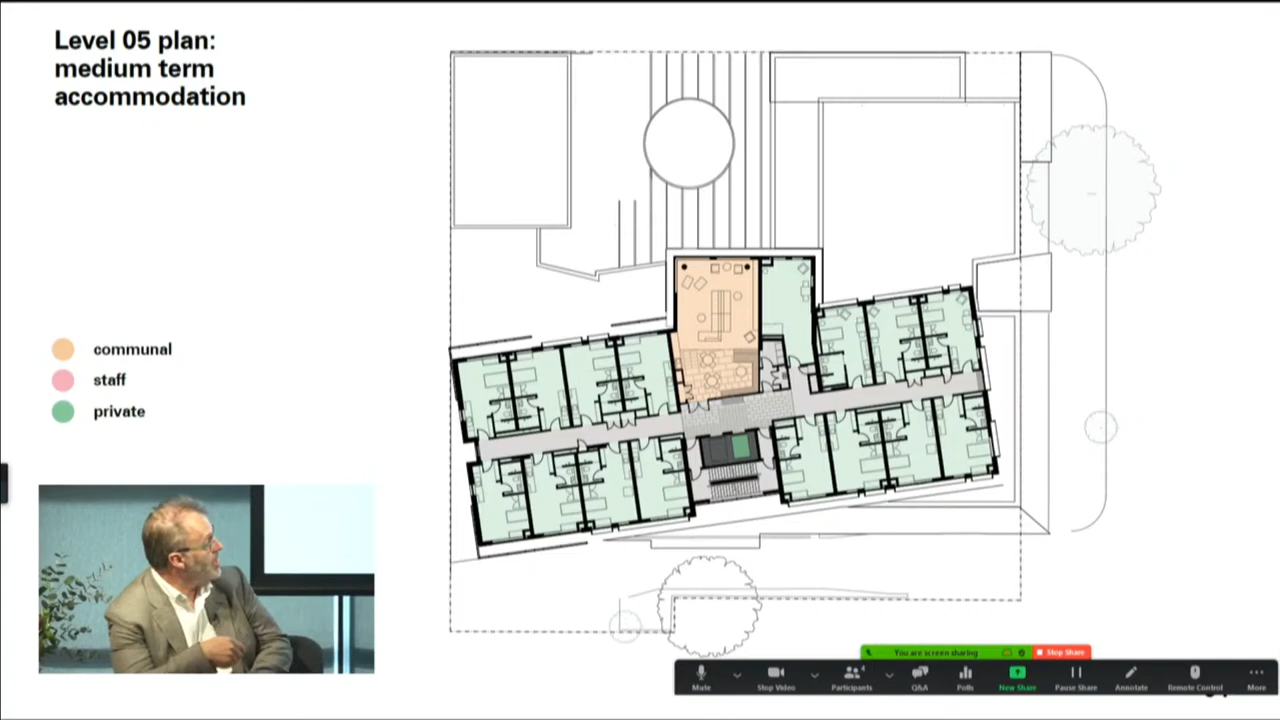 Level 05 plan:
medium term
accommodation
communal
staff
private
You are screen sharing
Stop Share
Mute
Stop Video
Participants
4
Q&A
Polls
New Share
Pause Share
Annotate
Remote Control
More